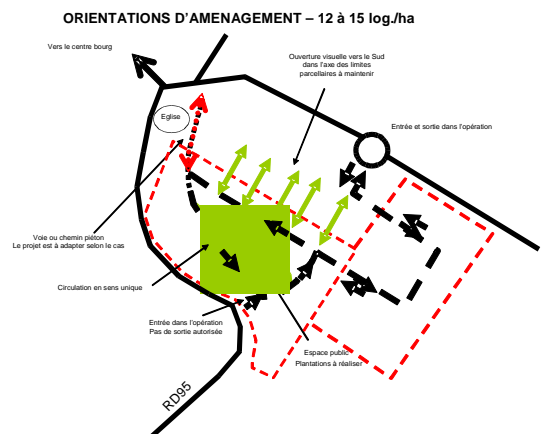 ORIENTATIONS D'AMENAGEMENT – 12 à 15 log./ha
Vers le centre bourg
Ouverture visuelle vers le Sud
dans l'axe des limites
parcellaires à maintenir
Eglise
Entrée et sortie dans l'opération
Voie ou chemin piéton
Le projet est à adapter selon le cas
Circulation en sens unique
Entrée dans l'opération
Pas de sortie autorisée
Espace public
Plantations à réaliser
RD95